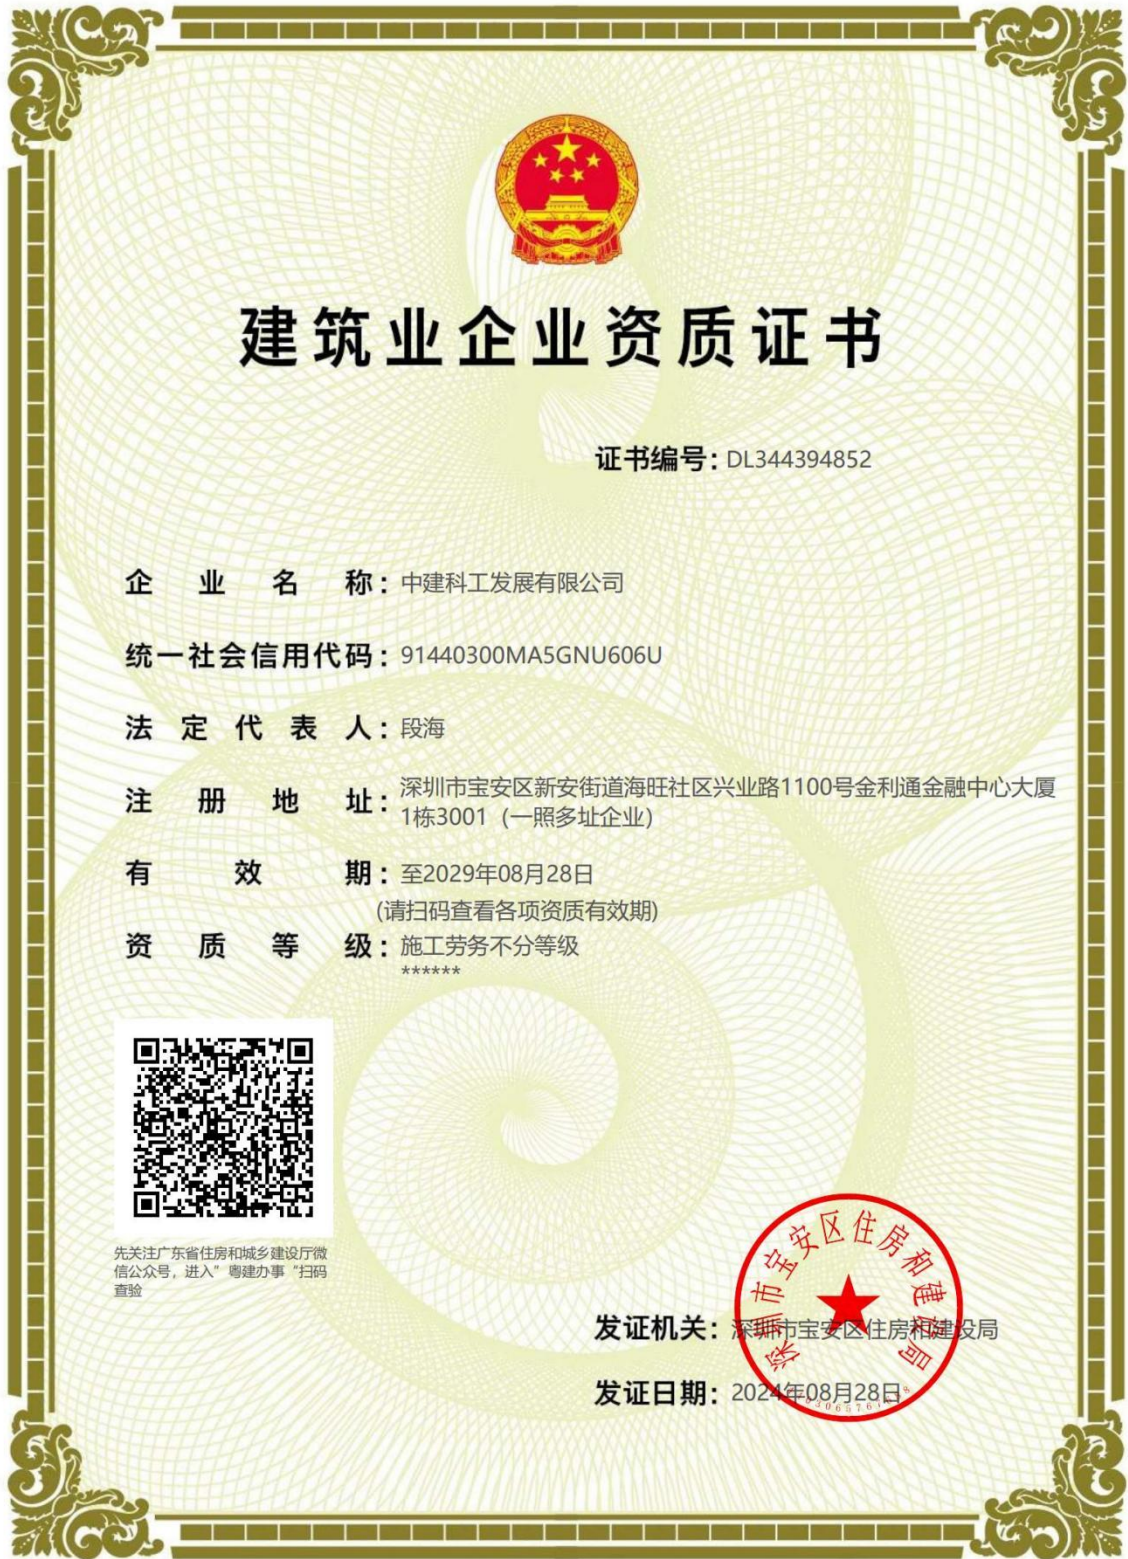 建筑业企业资质证书
证书编号：DL344394852
企业名称：中建科工发展有限公司
统一社会信用代码：91440300MA5GNU606U
法定代表人：段海
注册地址：深圳市宝安区新安街道海旺社区兴业路1100号金利通金融中心大厦
1栋3001（一照多址企业）
有效期：至2029年08月28日
(请扫码查看各项资质有效期)
资质等级：施工劳务不分等级
******
先关注广东省住房和城乡建设厅微
信公众号，进入”粤建办事“扫码
查验
深圳市宝安区住房和建设局
发证机关：深圳市宝安区住房和建设局
发证日期：2024年08月28日